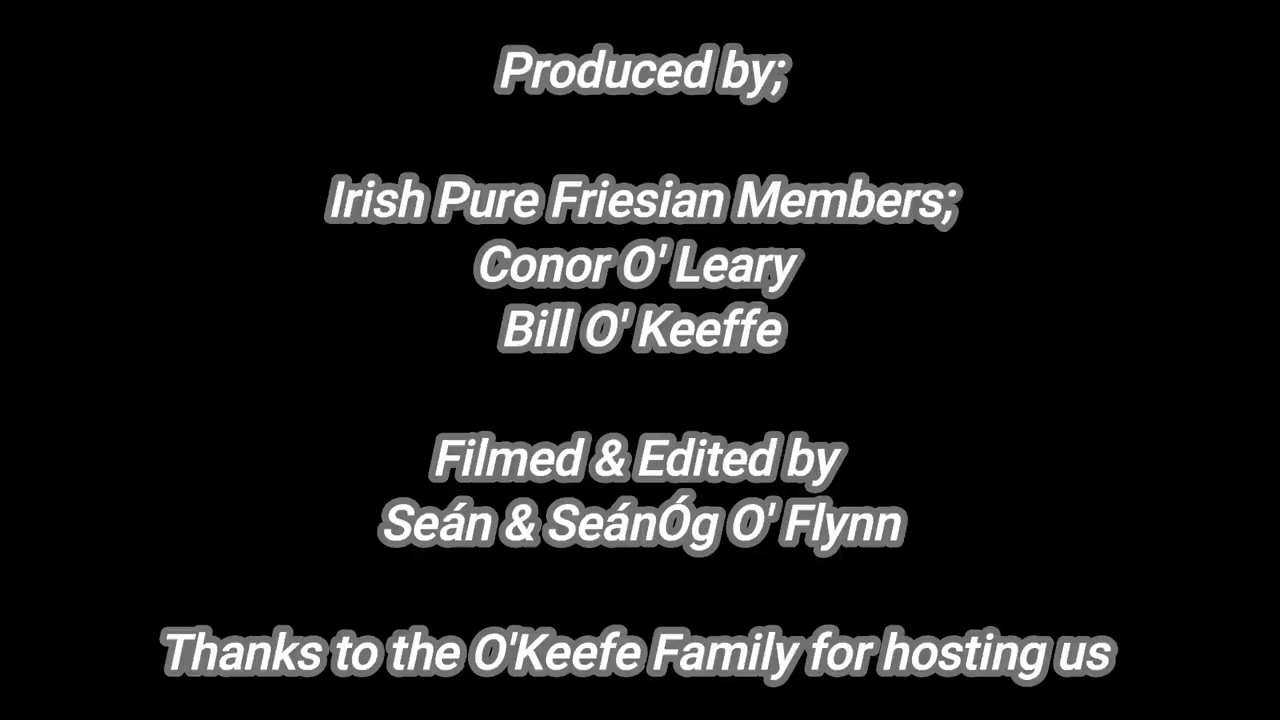 Produced by;
Irish Pure Friesian Members;
Conor O' Leary
Bill O' Keeffe
Filmed & Edited by
Seán & SeánÓg O' Flynn
Thanks to the O'Keefe Family for hosting us